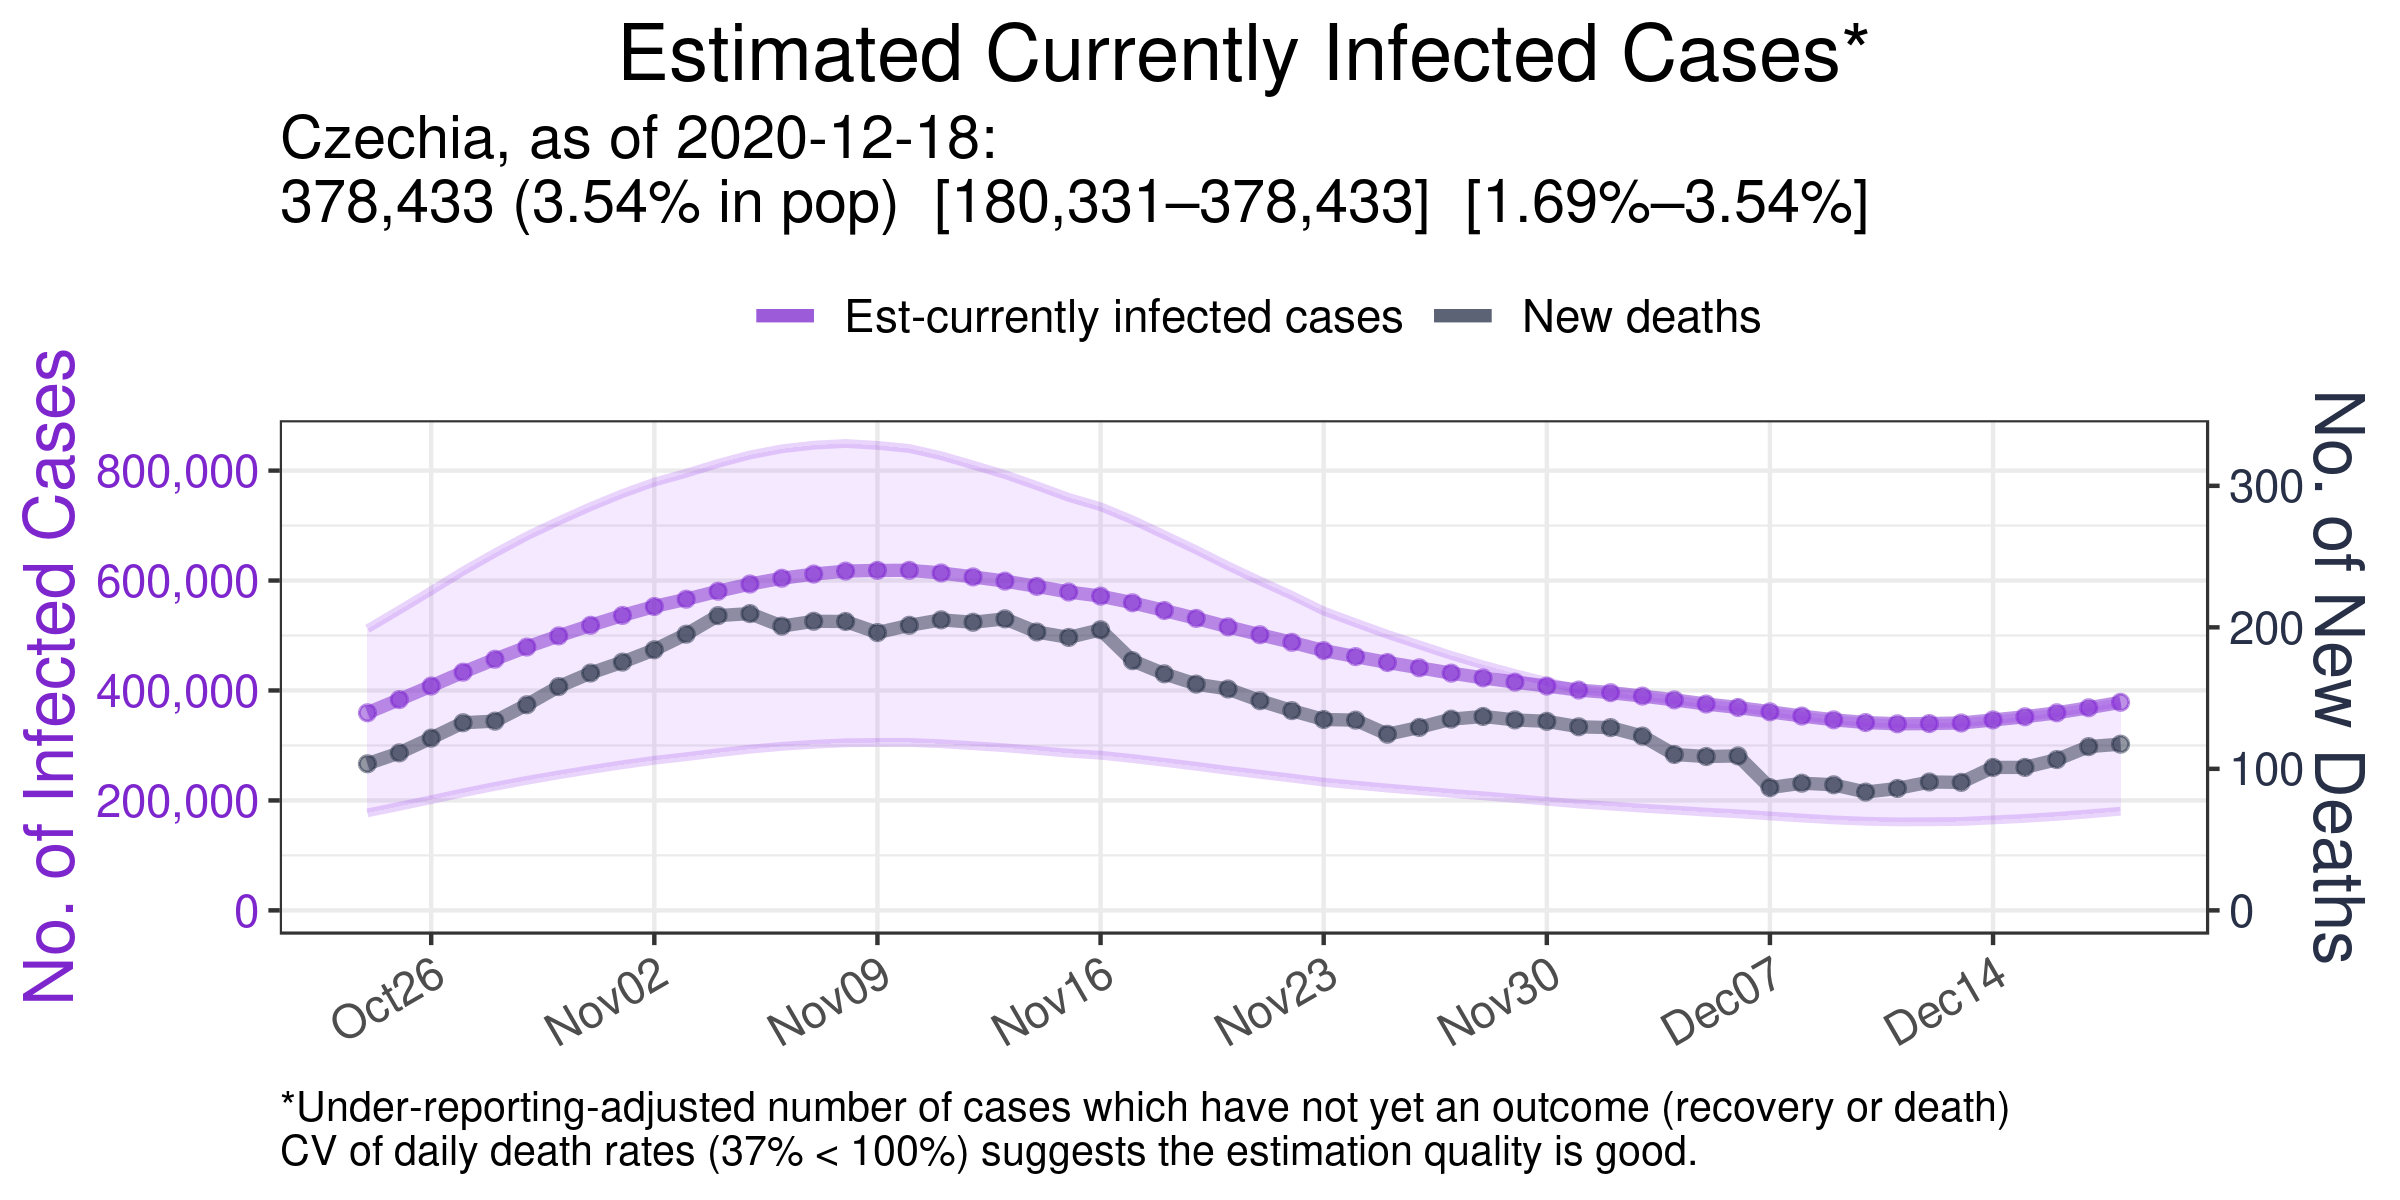 Estimated Currently Infected Cases*
Czechia, as of 2020-12-18:
378,433 (3.54% in pop)  [180,331–378,433]  [1.69%–3.54%]
Est-currently infected cases
New deaths
No. of Infected Cases
800,000
600,000
400,000
200,000
0
300
200
100
0
No. of New Deaths
Oct26
Nov02
Nov09
Nov16
Nov23
Nov30
Dec07
Dec14
*Under-reporting-adjusted number of cases which have not yet an outcome (recovery or death)
CV of daily death rates (37% < 100%) suggests the estimation quality is good.